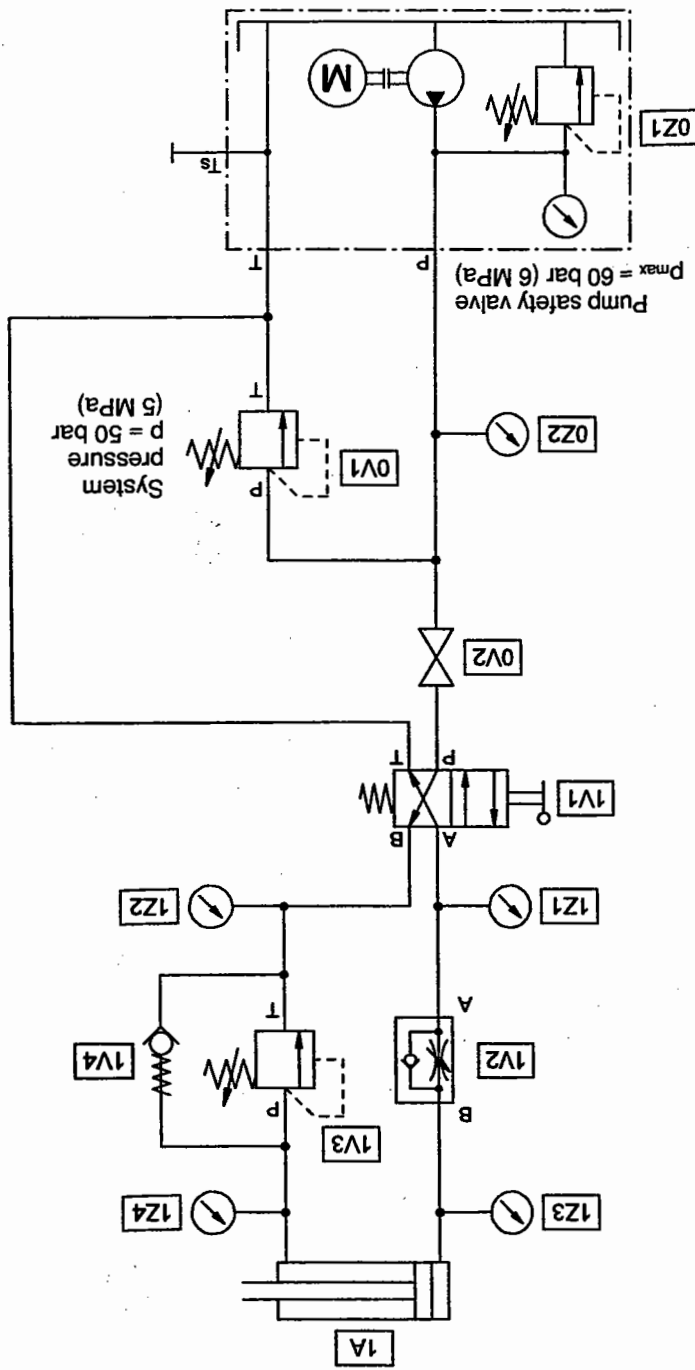 1A
1Z3
1Z4
1V3
B
P
1V2
1V4
T
A
1Z1
1Z2
A B
1V1
P T
0V2
P
0V1
System
pressure
p = 50 bar
(5 MPa)
0Z2
T
Pump safety valve
pmax = 60 bar (6 MPa)
P
T
Ts
0Z1
M